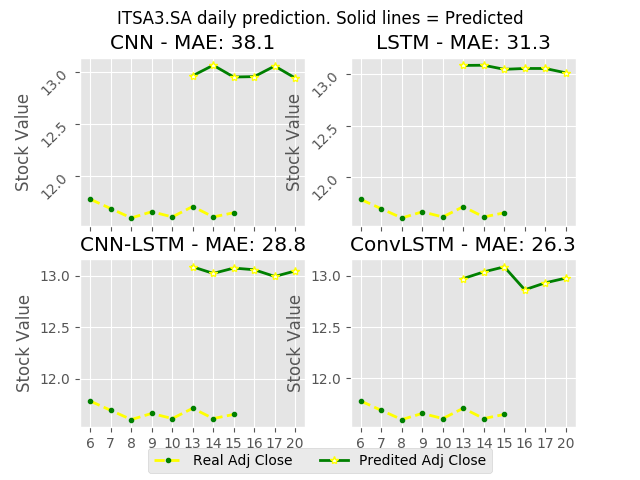 ITSA3.SA daily prediction. Solid lines = Predicted
CNN - MAE: 38.1
LSTM - MAE: 31.3
13.0
12.5
12.0
Stock Value
13.0
12.5
12.0
Stock Value
CNN-LSTM - MAE: 28.8
ConvLSTM - MAE: 26.3
13.0
12.5
12.0
Stock Value
13.0
12.5
12.0
Stock Value
6 7 8 9 10 13 14 15 16 17 20
6 7 8 9 10 13 14 15 16 17 20
Real Adj Close
Predited Adj Close